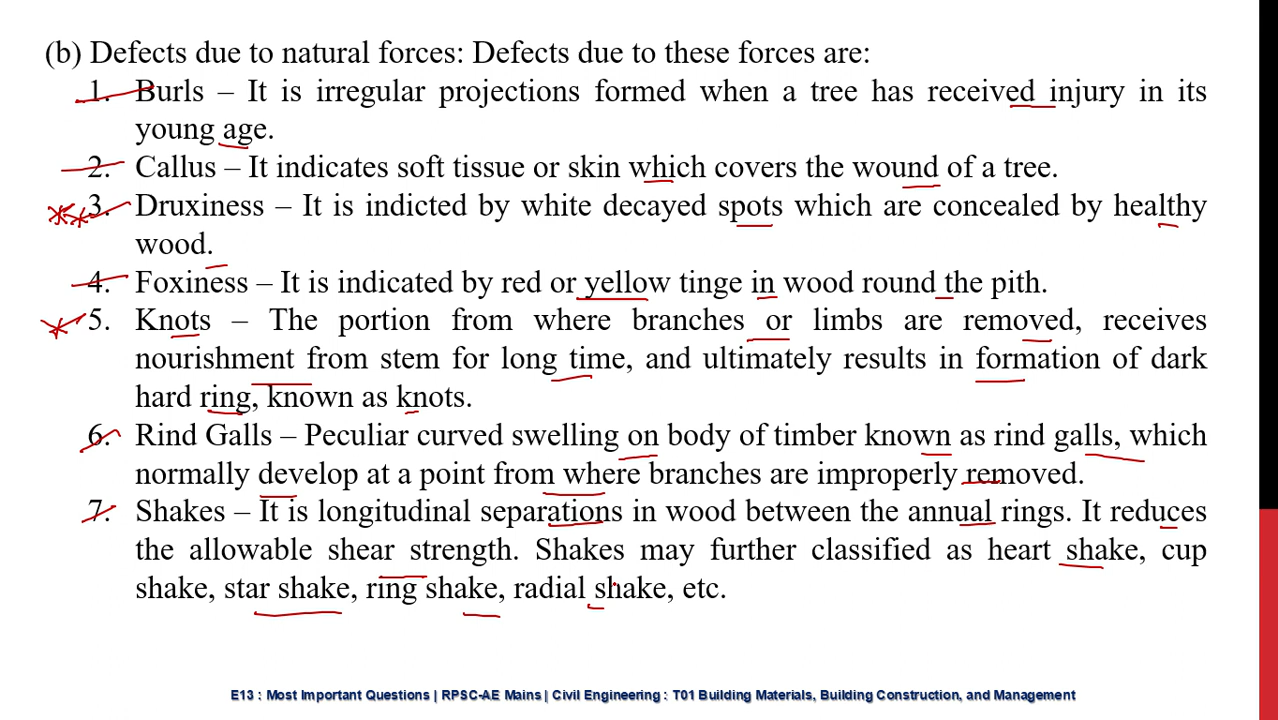 (b) Defects due to natural forces: Defects due to these forces are:
1. Burls – It is irregular projections formed when a tree has received injury in its
young age.
2. Callus – It indicates soft tissue or skin which covers the wound of a tree.
3. Druxiness – It is indicted by white decayed spots which are concealed by healthy
wood.
4. Foxiness – It is indicated by red or yellow tinge in wood round the pith.
5. Knots – The portion from where branches or limbs are removed, receives
nourishment from stem for long time, and ultimately results in formation of dark
hard ring, known as knots.
6. Rind Galls – Peculiar curved swelling on body of timber known as rind galls, which
normally develop at a point from where branches are improperly removed.
7. Shakes – It is longitudinal separations in wood between the annual rings. It reduces
the allowable shear strength. Shakes may further classified as heart shake, cup
shake, star shake, ring shake, radial shake, etc.
E13 : Most Important Questions | RPSC-AE Mains | Civil Engineering : T01 Building Materials, Building Construction, and Management